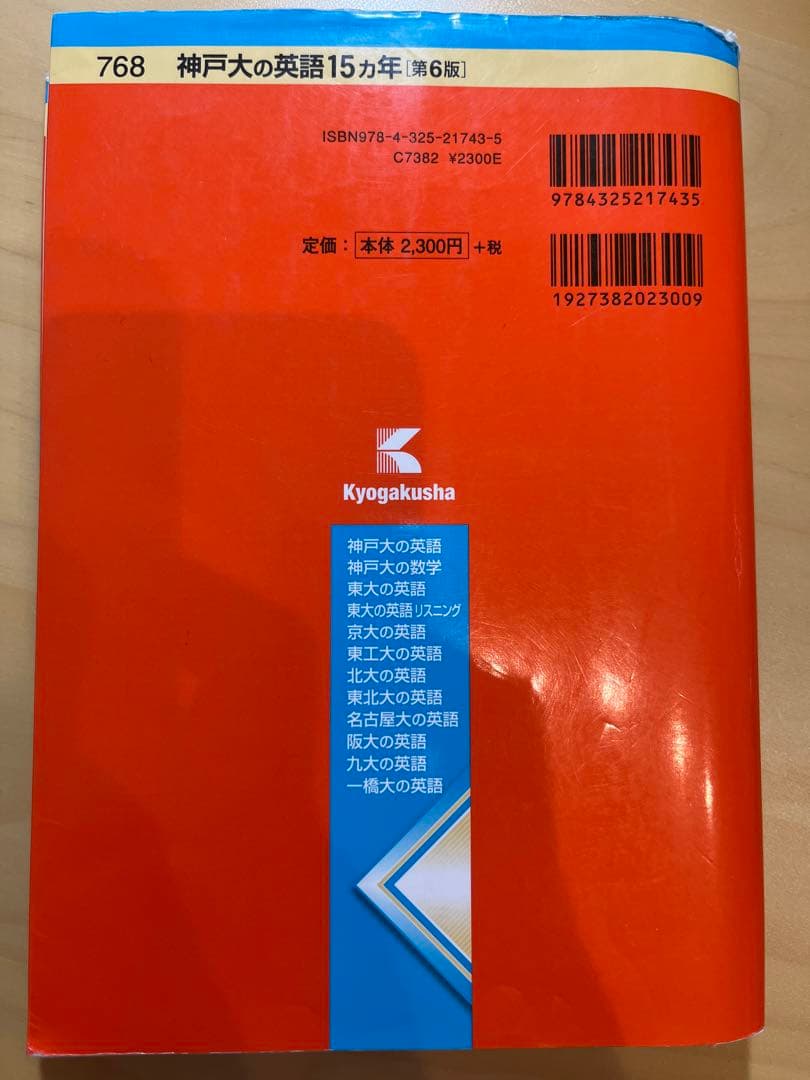 768 神戸大の英語15カ年[第6版]
ISBN978-4-325-21743-5
C7382 ¥2300E
9784325217435
定価：本体 2,300円+税
1927382023009
Kyogakusha
神戸大の英語
神戸大の数学
東大の英語
東大の英語リスニング
京大の英語
東工大の英語
北大の英語
東北大の英語
名古屋大の英語
阪大の英語
九大の英語
一橋大の英語